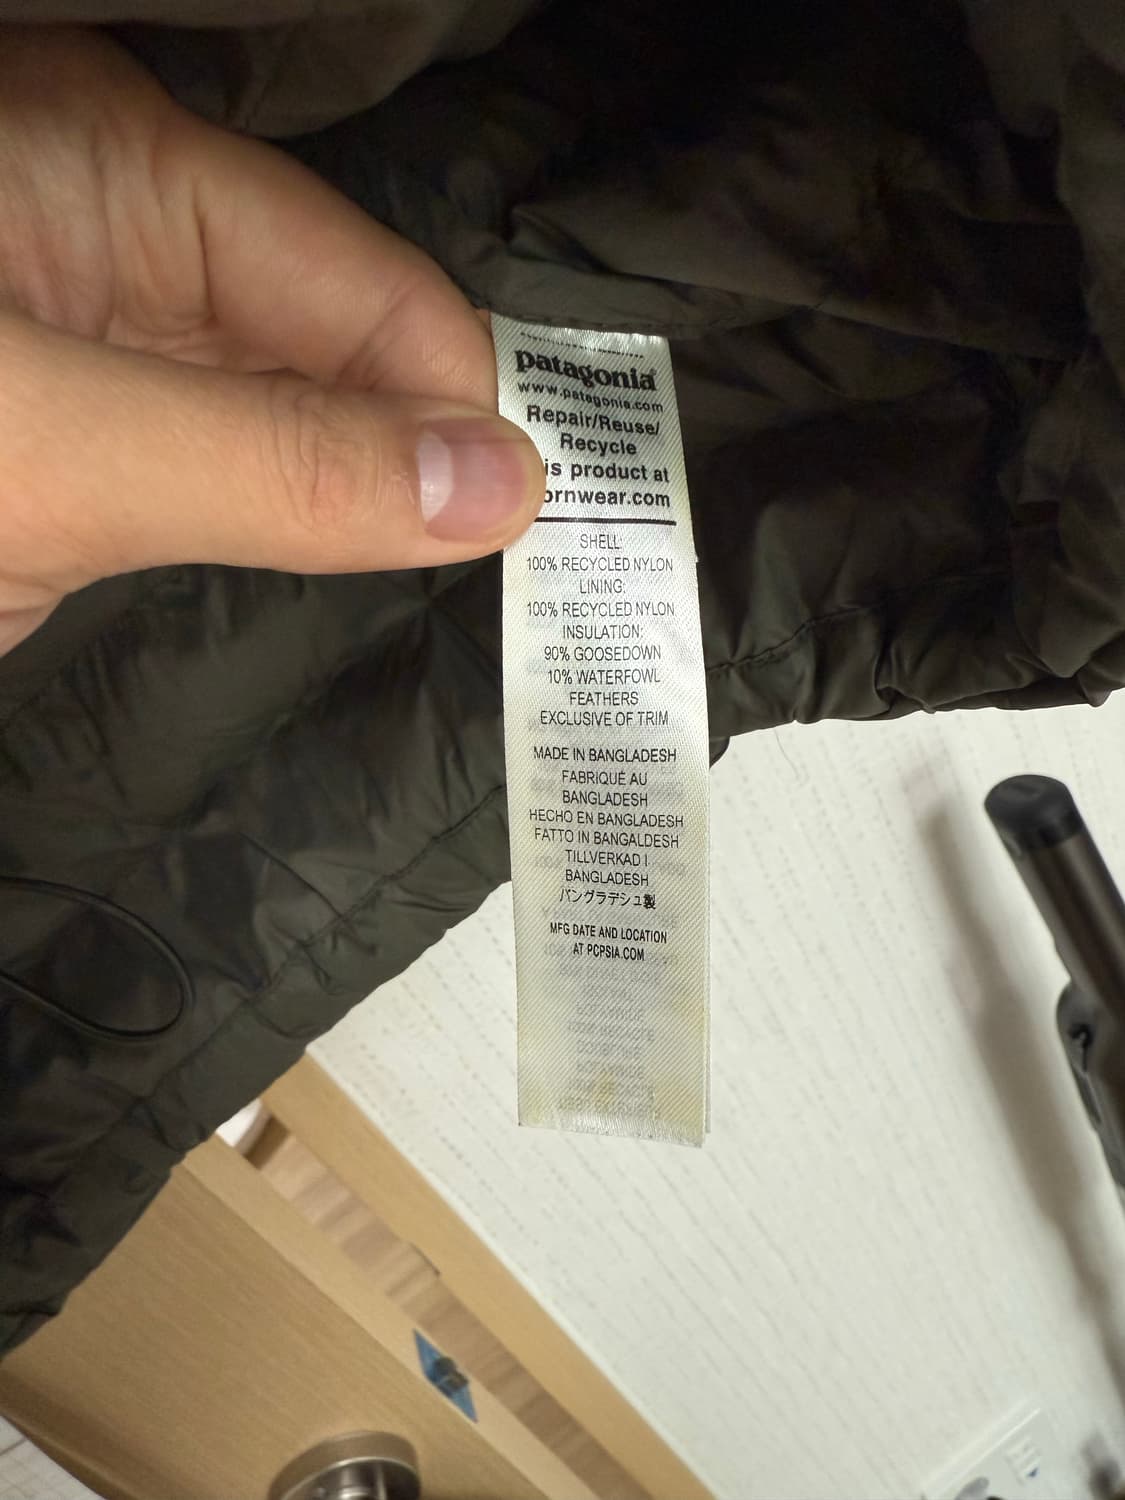 patagonia®
www.patagonia.com
Repair/Reuse/
Recycle
is product at
ornwear.com
SHELL:
100% RECYCLED NYLON
LINING:
100% RECYCLED NYLON
INSULATION:
90% GOOSEDOWN
10% WATERFOWL
FEATHERS
EXCLUSIVE OF TRIM
MADE IN BANGLADESH
FABRIQUÉ AU
BANGLADESH
HECHO EN BANGLADESH
FATTO IN BANGALDESH
TILLVERKAD I
BANGLADESH
バングラデシュ製
MFG DATE AND LOCATION
AT PCPSIA.COM